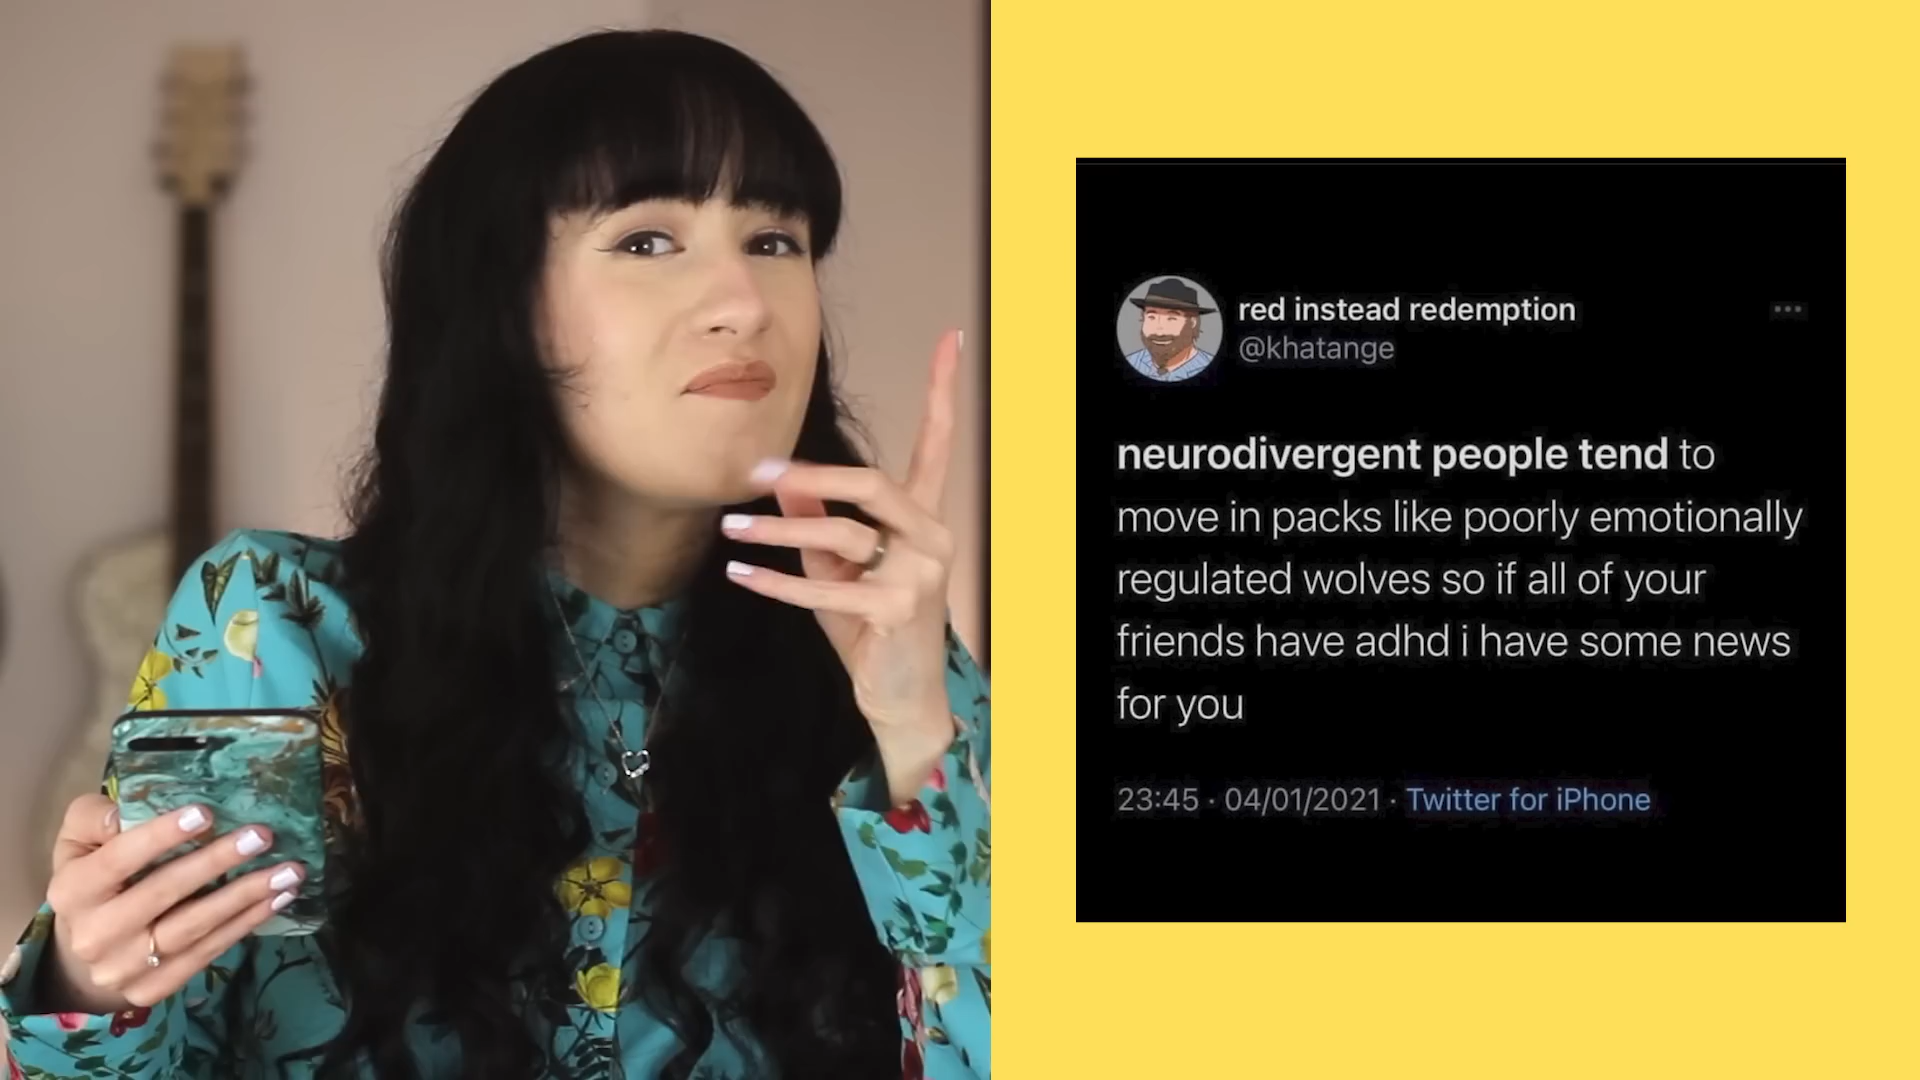 red instead redemption
@khatange
neurodivergent people tend to
move in packs like poorly emotionally
regulated wolves so if all of your
friends have adhd i have some news
for you
23:45 · 04/01/2021 · Twitter for iPhone